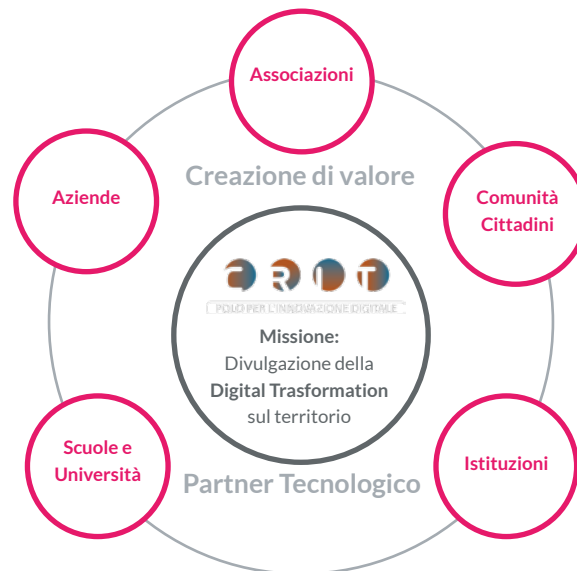 Associazioni
Creazione di valore
Aziende
Comunità
Cittadini
CRIT
POLO PER L'INNOVAZIONE DIGITALE
Missione:
Divulgazione della
Digital Trasformation
sul territorio
Scuole e
Università
Istituzioni
Partner Tecnologico